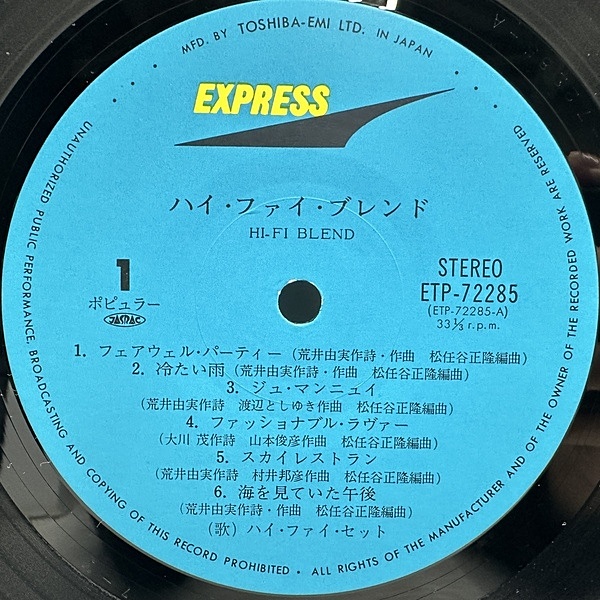 MFD. BY TOSHIBA-EMI LTD. IN JAPAN
EXPRESS
ハイ・ファイ・ブレンド
HI-FI BLEND
1
ポピュラー
JASRAC
STEREO
ETP-72285
(ETP-72285-A)
33⅓ r.p.m.
1. フェアウェル・パーティー (荒井由実作詩・作曲 松任谷正隆編曲)
2. 冷たい雨 (荒井由実作詩・作曲 松任谷正隆編曲)
3. ジュ・マンニュイ
(荒井由実作詩 渡辺としゆき作曲 松任谷正隆編曲)
4. ファッショナブル・ラヴァー
(大川 茂作詩 山本俊彦作曲 松任谷正隆編曲)
5. スカイレストラン
(荒井由実作詩 村井邦彦作曲 松任谷正隆編曲)
6. 海を見ていた午後
(荒井由実作詩・作曲 松任谷正隆編曲)
(歌) ハイ・ファイ・セット
UNAUTHORIZED PUBLIC PERFORMANCE, BROADCASTING AND COPYING OF THIS RECORD PROHIBITED • ALL RIGHTS OF THE MANUFACTURER AND OF THE OWNER OF THE RECORDED WORK ARE RESERVED